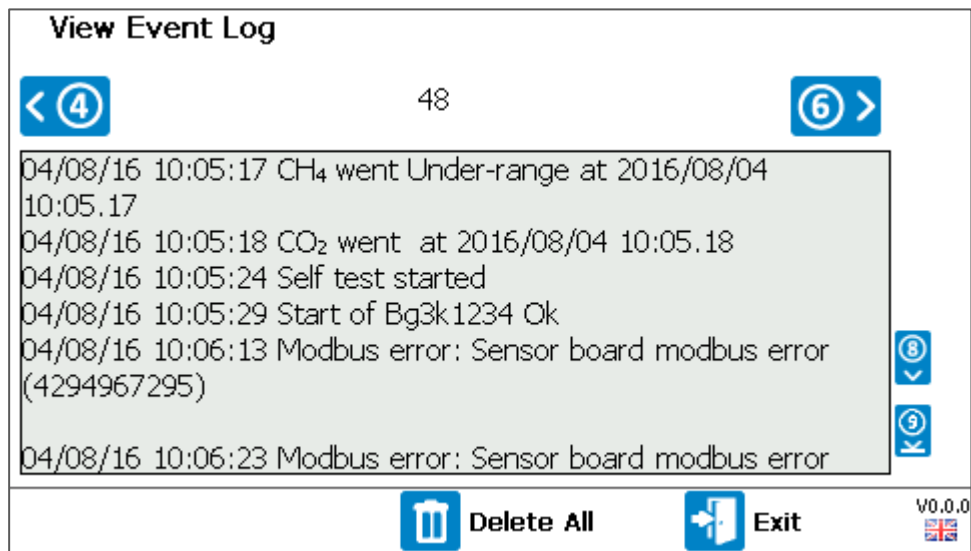 View Event Log
< ④ 48 ⑥ >
04/08/16 10:05:17 CH₄ went Under-range at 2016/08/04
10:05.17
04/08/16 10:05:18 CO₂ went  at 2016/08/04 10:05.18
04/08/16 10:05:24 Self test started
04/08/16 10:05:29 Start of Bg3k1234 Ok
04/08/16 10:06:13 Modbus error: Sensor board modbus error
⑧
(4294967295)
⑨
04/08/16 10:06:23 Modbus error: Sensor board modbus error
Delete All Exit V0.0.0